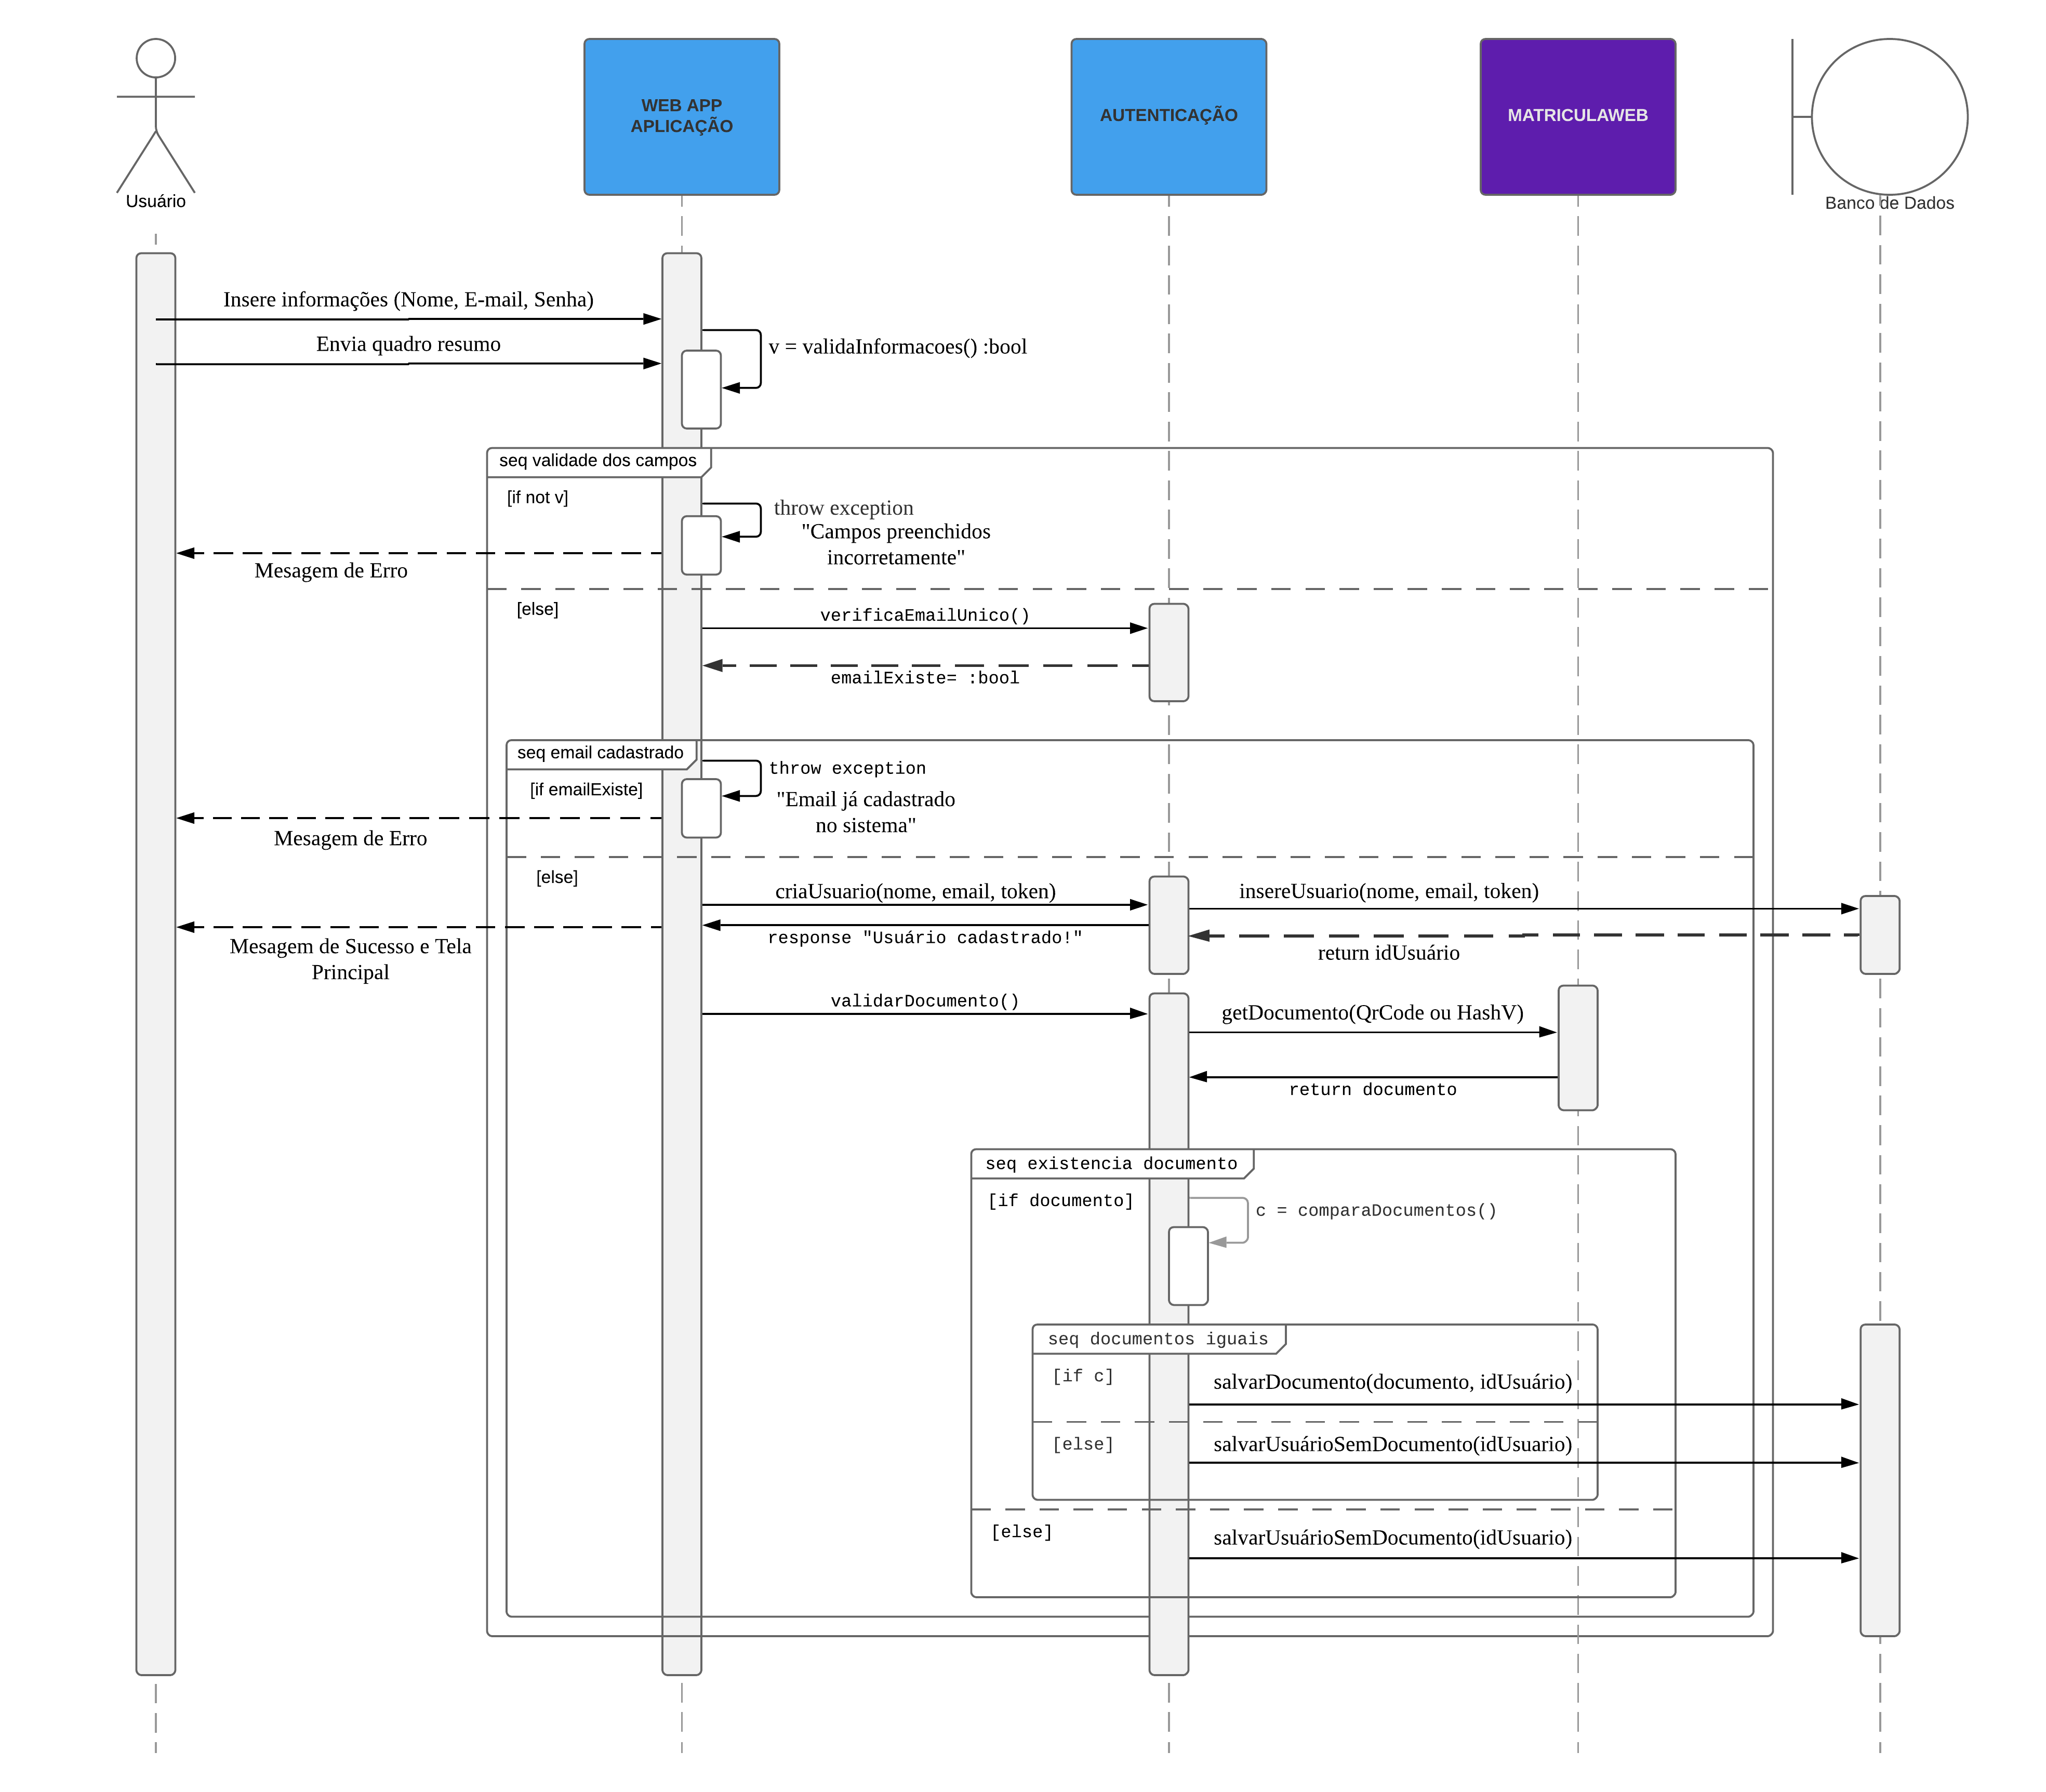 WEB APP
APLICAÇÃO
AUTENTICAÇÃO
MATRICULAWEB
Usuário
Banco de Dados
Insere informações (Nome, E-mail, Senha)
Envia quadro resumo
v = validaInformacoes() :bool
seq validade dos campos
[if not v]
throw exception
"Campos preenchidos
incorretamente"
Mesagem de Erro
[else]
verificaEmailUnico()
emailExiste= :bool
seq email cadastrado
throw exception
[if emailExiste]
"Email já cadastrado
no sistema"
Mesagem de Erro
[else]
criaUsuario(nome, email, token)
insereUsuario(nome, email, token)
response "Usuário cadastrado!"
Mesagem de Sucesso e Tela
Principal
return idUsuário
validarDocumento()
getDocumento(QrCode ou HashV)
return documento
seq existencia documento
[if documento]
c = comparaDocumentos()
seq documentos iguais
[if c]
salvarDocumento(documento, idUsuário)
[else]
salvarUsuárioSemDocumento(idUsuario)
[else]
salvarUsuárioSemDocumento(idUsuario)